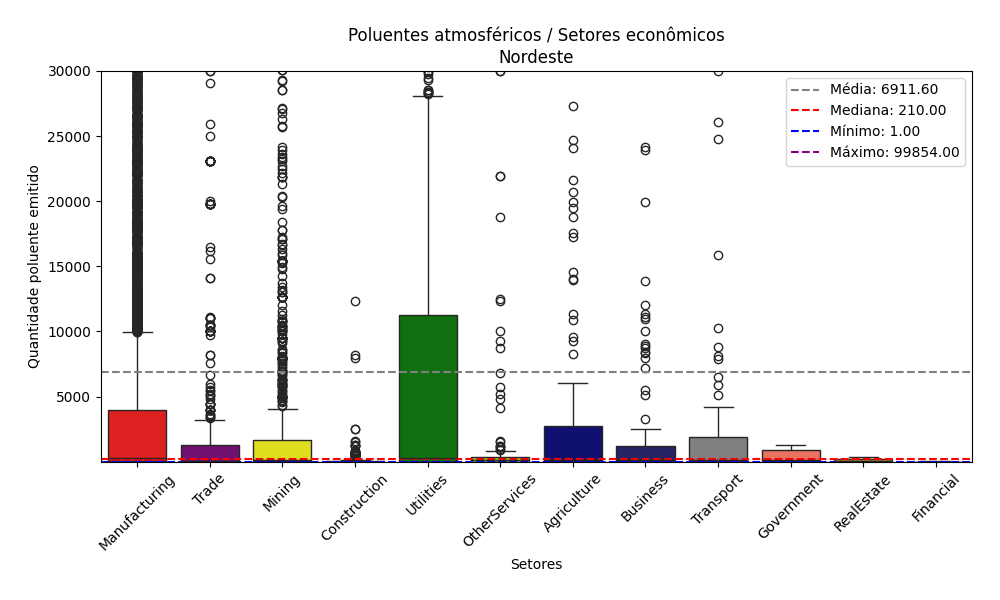 Poluentes atmosféricos / Setores econômicos
Nordeste
Média: 6911.60
Mediana: 210.00
Mínimo: 1.00
Máximo: 99854.00
Quantidade poluente emitido
30000
25000
20000
15000
10000
5000
Manufacturing
Trade
Mining
Construction
Utilities
OtherServices
Agriculture
Business
Transport
Government
RealEstate
Financial
Setores